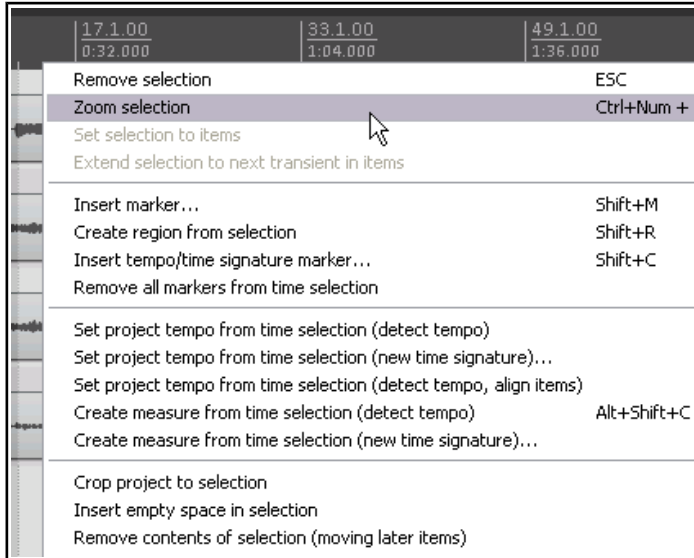 17.1.00 33.1.00 49.1.00
0:32.000 1:04.000 1:36.000
Remove selection ESC
Zoom selection Ctrl+Num +
Set selection to items
Extend selection to next transient in items
Insert marker... Shift+M
Create region from selection Shift+R
Insert tempo/time signature marker... Shift+C
Remove all markers from time selection
Set project tempo from time selection (detect tempo)
Set project tempo from time selection (new time signature)...
Set project tempo from time selection (detect tempo, align items)
Create measure from time selection (detect tempo) Alt+Shift+C
Create measure from time selection (new time signature)...
Crop project to selection
Insert empty space in selection
Remove contents of selection (moving later items)